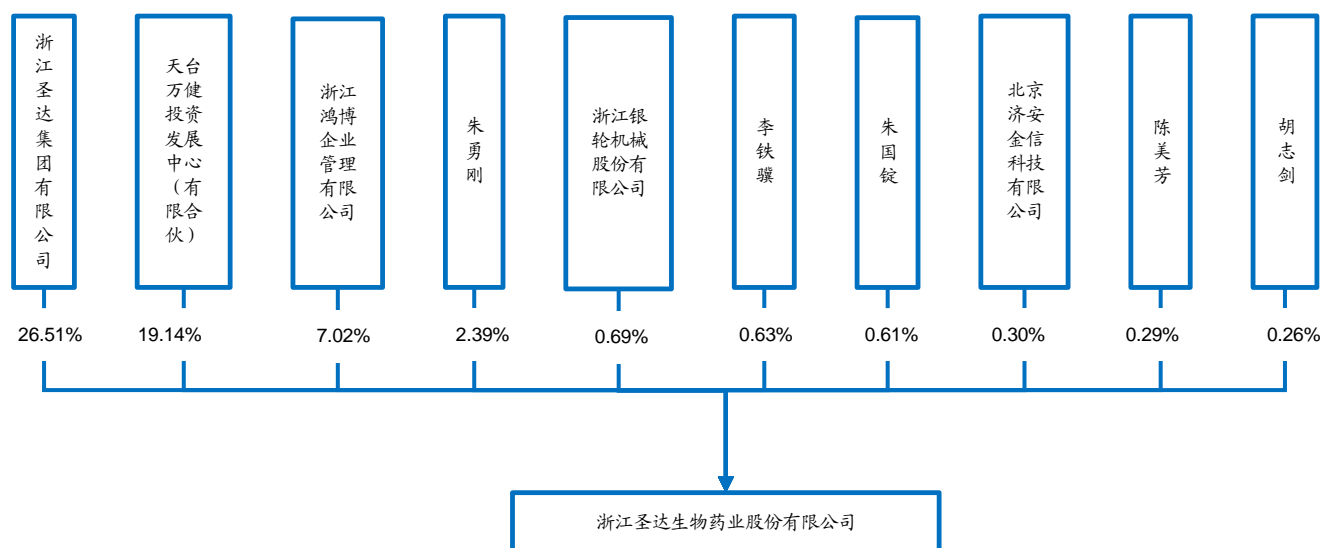 浙
江
圣
达
集
团
有
限
公
司
天台
万健
投资
发展
中心
（有
限合
伙）
浙江
鸿博
企业
管理
有限
公司
朱
勇
刚
浙江银
轮机械
股份有
限公司
李
铁
骥
朱
国
锭
北京
济安
金信
科技
有限
公司
陈
美
芳
胡
志
剑
26.51%
19.14%
7.02%
2.39%
0.69%
0.63%
0.61%
0.30%
0.29%
0.26%
浙江圣达生物药业股份有限公司